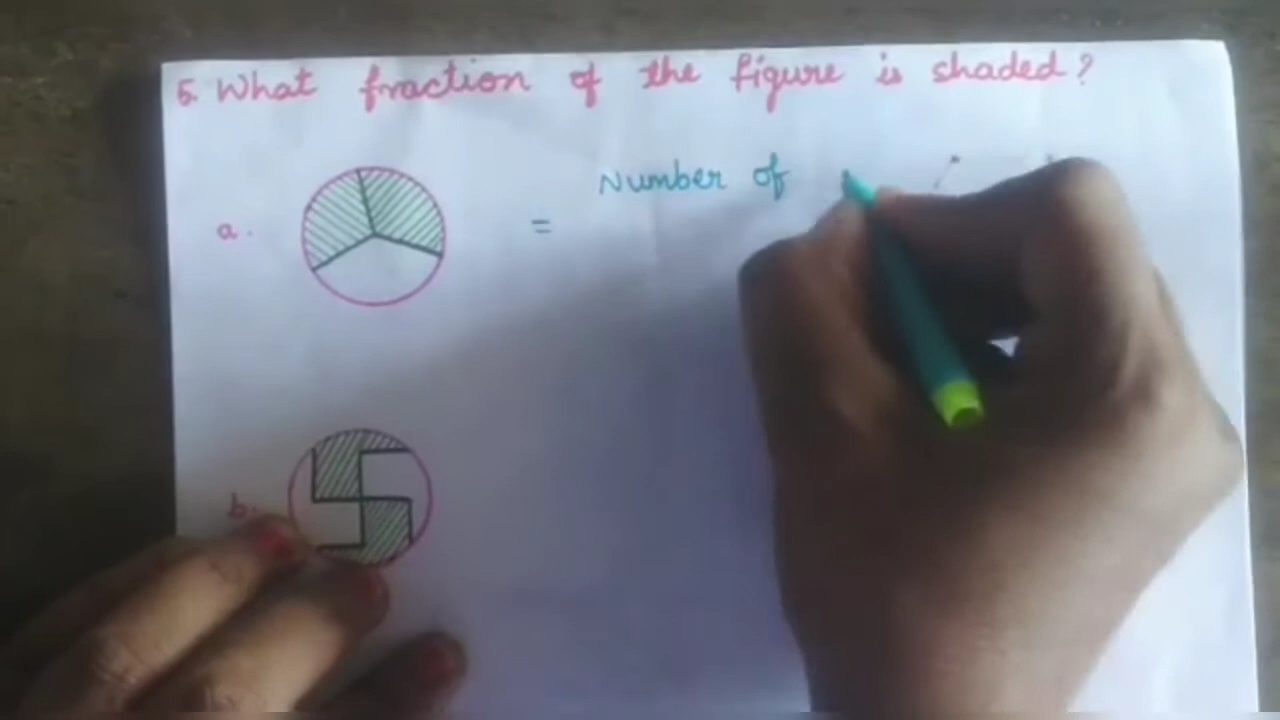 5. What fraction of the figure is shaded?
a.
= Number of
b.